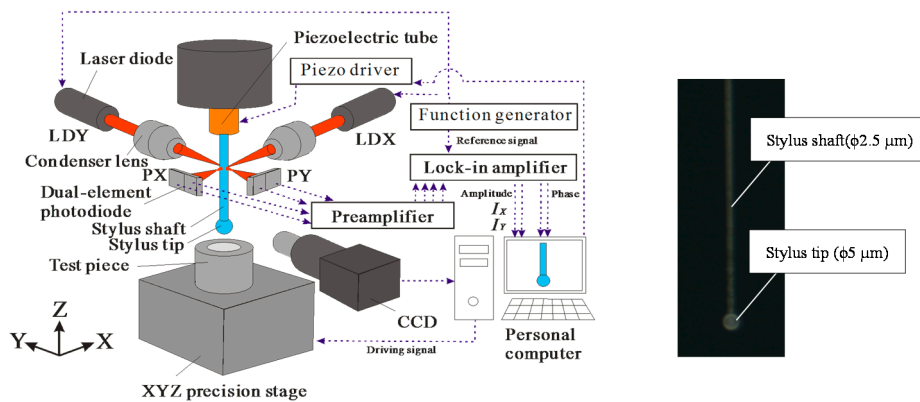 Piezoelectric tube
Laser diode
Piezo driver
LDY
LDX
Function generator
Condenser lens
Reference signal
Lock-in amplifier
PX
PY
Dual-element
photodiode
Amplitude
Phase
Preamplifier
I_X
I_Y
Stylus shaft
Stylus tip
Test piece
Z
Y
X
CCD
Personal
computer
Driving signal
XYZ precision stage
Stylus shaft(ϕ2.5 μm)
Stylus tip (ϕ5 μm)